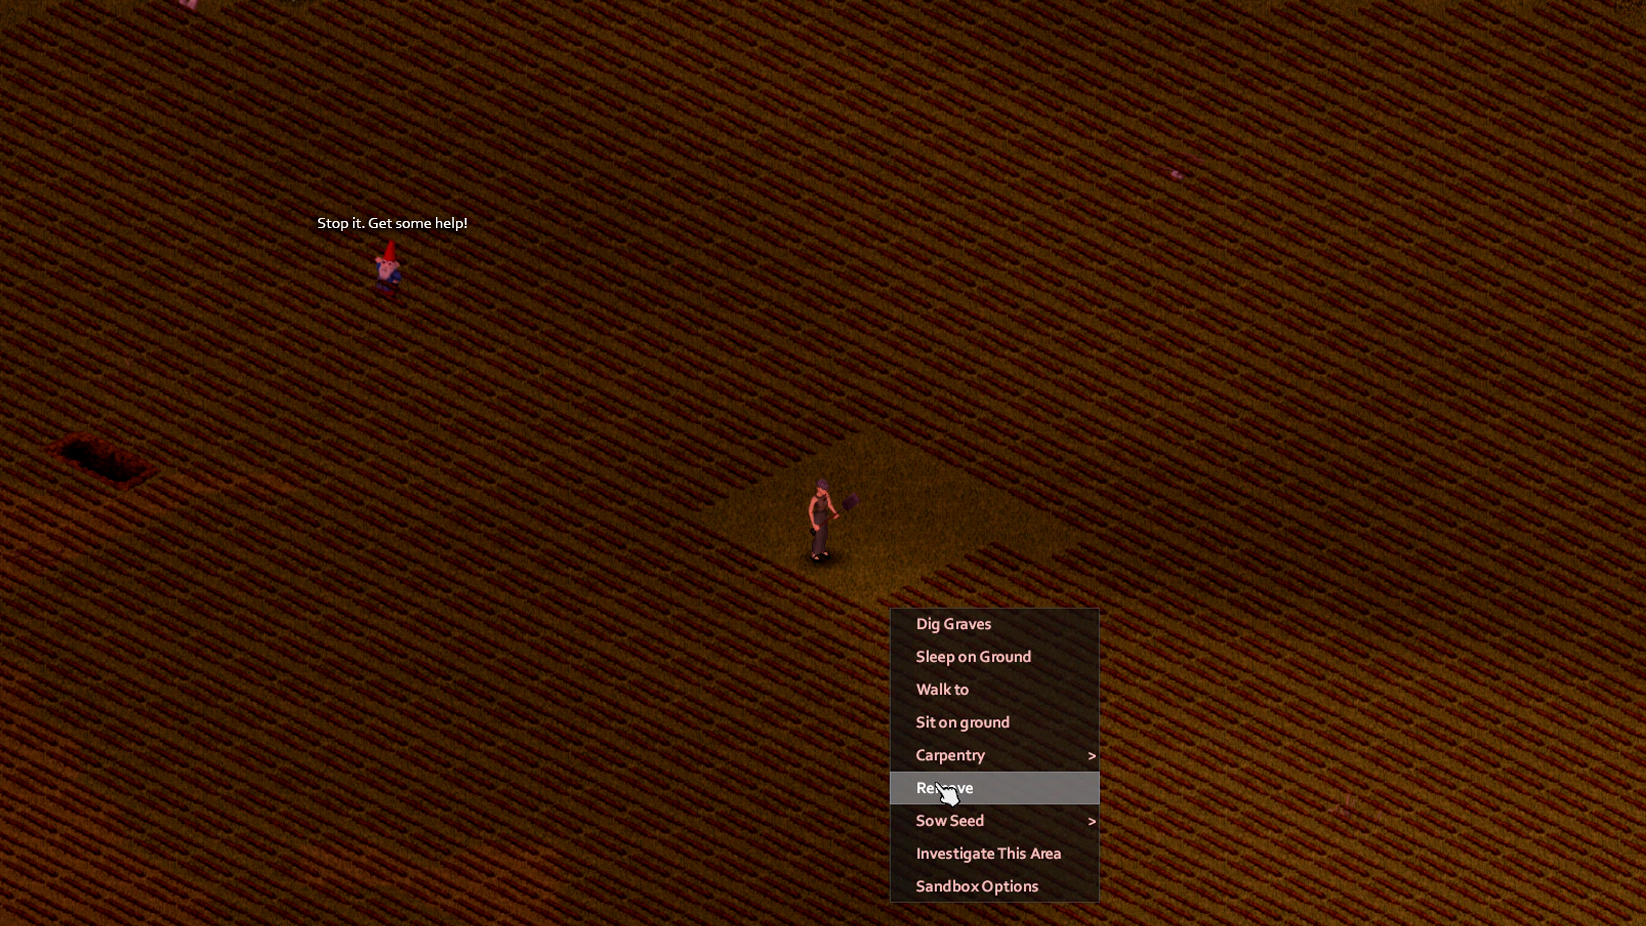 Stop it. Get some help!
Dig Graves
Sleep on Ground
Walk to
Sit on ground
Carpentry >
Remove
Sow Seed >
Investigate This Area
Sandbox Options